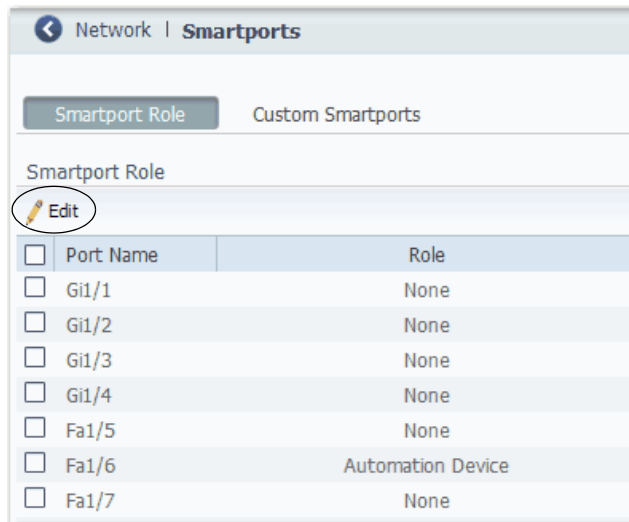 Network | Smartports
Smartport Role Custom Smartports
Smartport Role
Edit
Port Name Role
Gi1/1 None
Gi1/2 None
Gi1/3 None
Gi1/4 None
Fa1/5 None
Fa1/6 Automation Device
Fa1/7 None